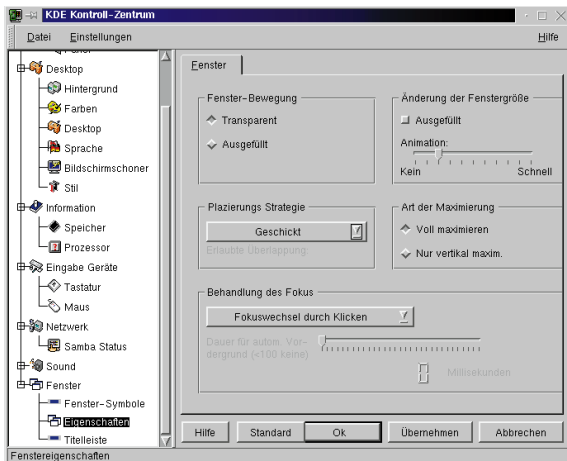 KDE Kontroll-Zentrum
Datei Einstellungen Hilfe
Panel
Desktop
Hintergrund
Farben
Desktop
Sprache
Bildschirmschoner
Stil
Information
Speicher
Prozessor
Eingabe Geräte
Tastatur
Maus
Netzwerk
Samba Status
Sound
Fenster
Fenster-Symbole
Eigenschaften
Titelleiste
Fenster
Fenster-Bewegung
Transparent
Ausgefüllt
Änderung der Fenstergröße
Ausgefüllt
Animation:
Kein Schnell
Plazierungs Strategie
Geschickt
Erlaubte Überlappung:
Art der Maximierung
Voll maximieren
Nur vertikal maxim.
Behandlung des Fokus
Fokuswechsel durch Klicken
Dauer für autom. Vor-
dergrund (<100 keine)
Millisekunden
Hilfe Standard Ok Übernehmen Abbrechen
Fenstereigenschaften